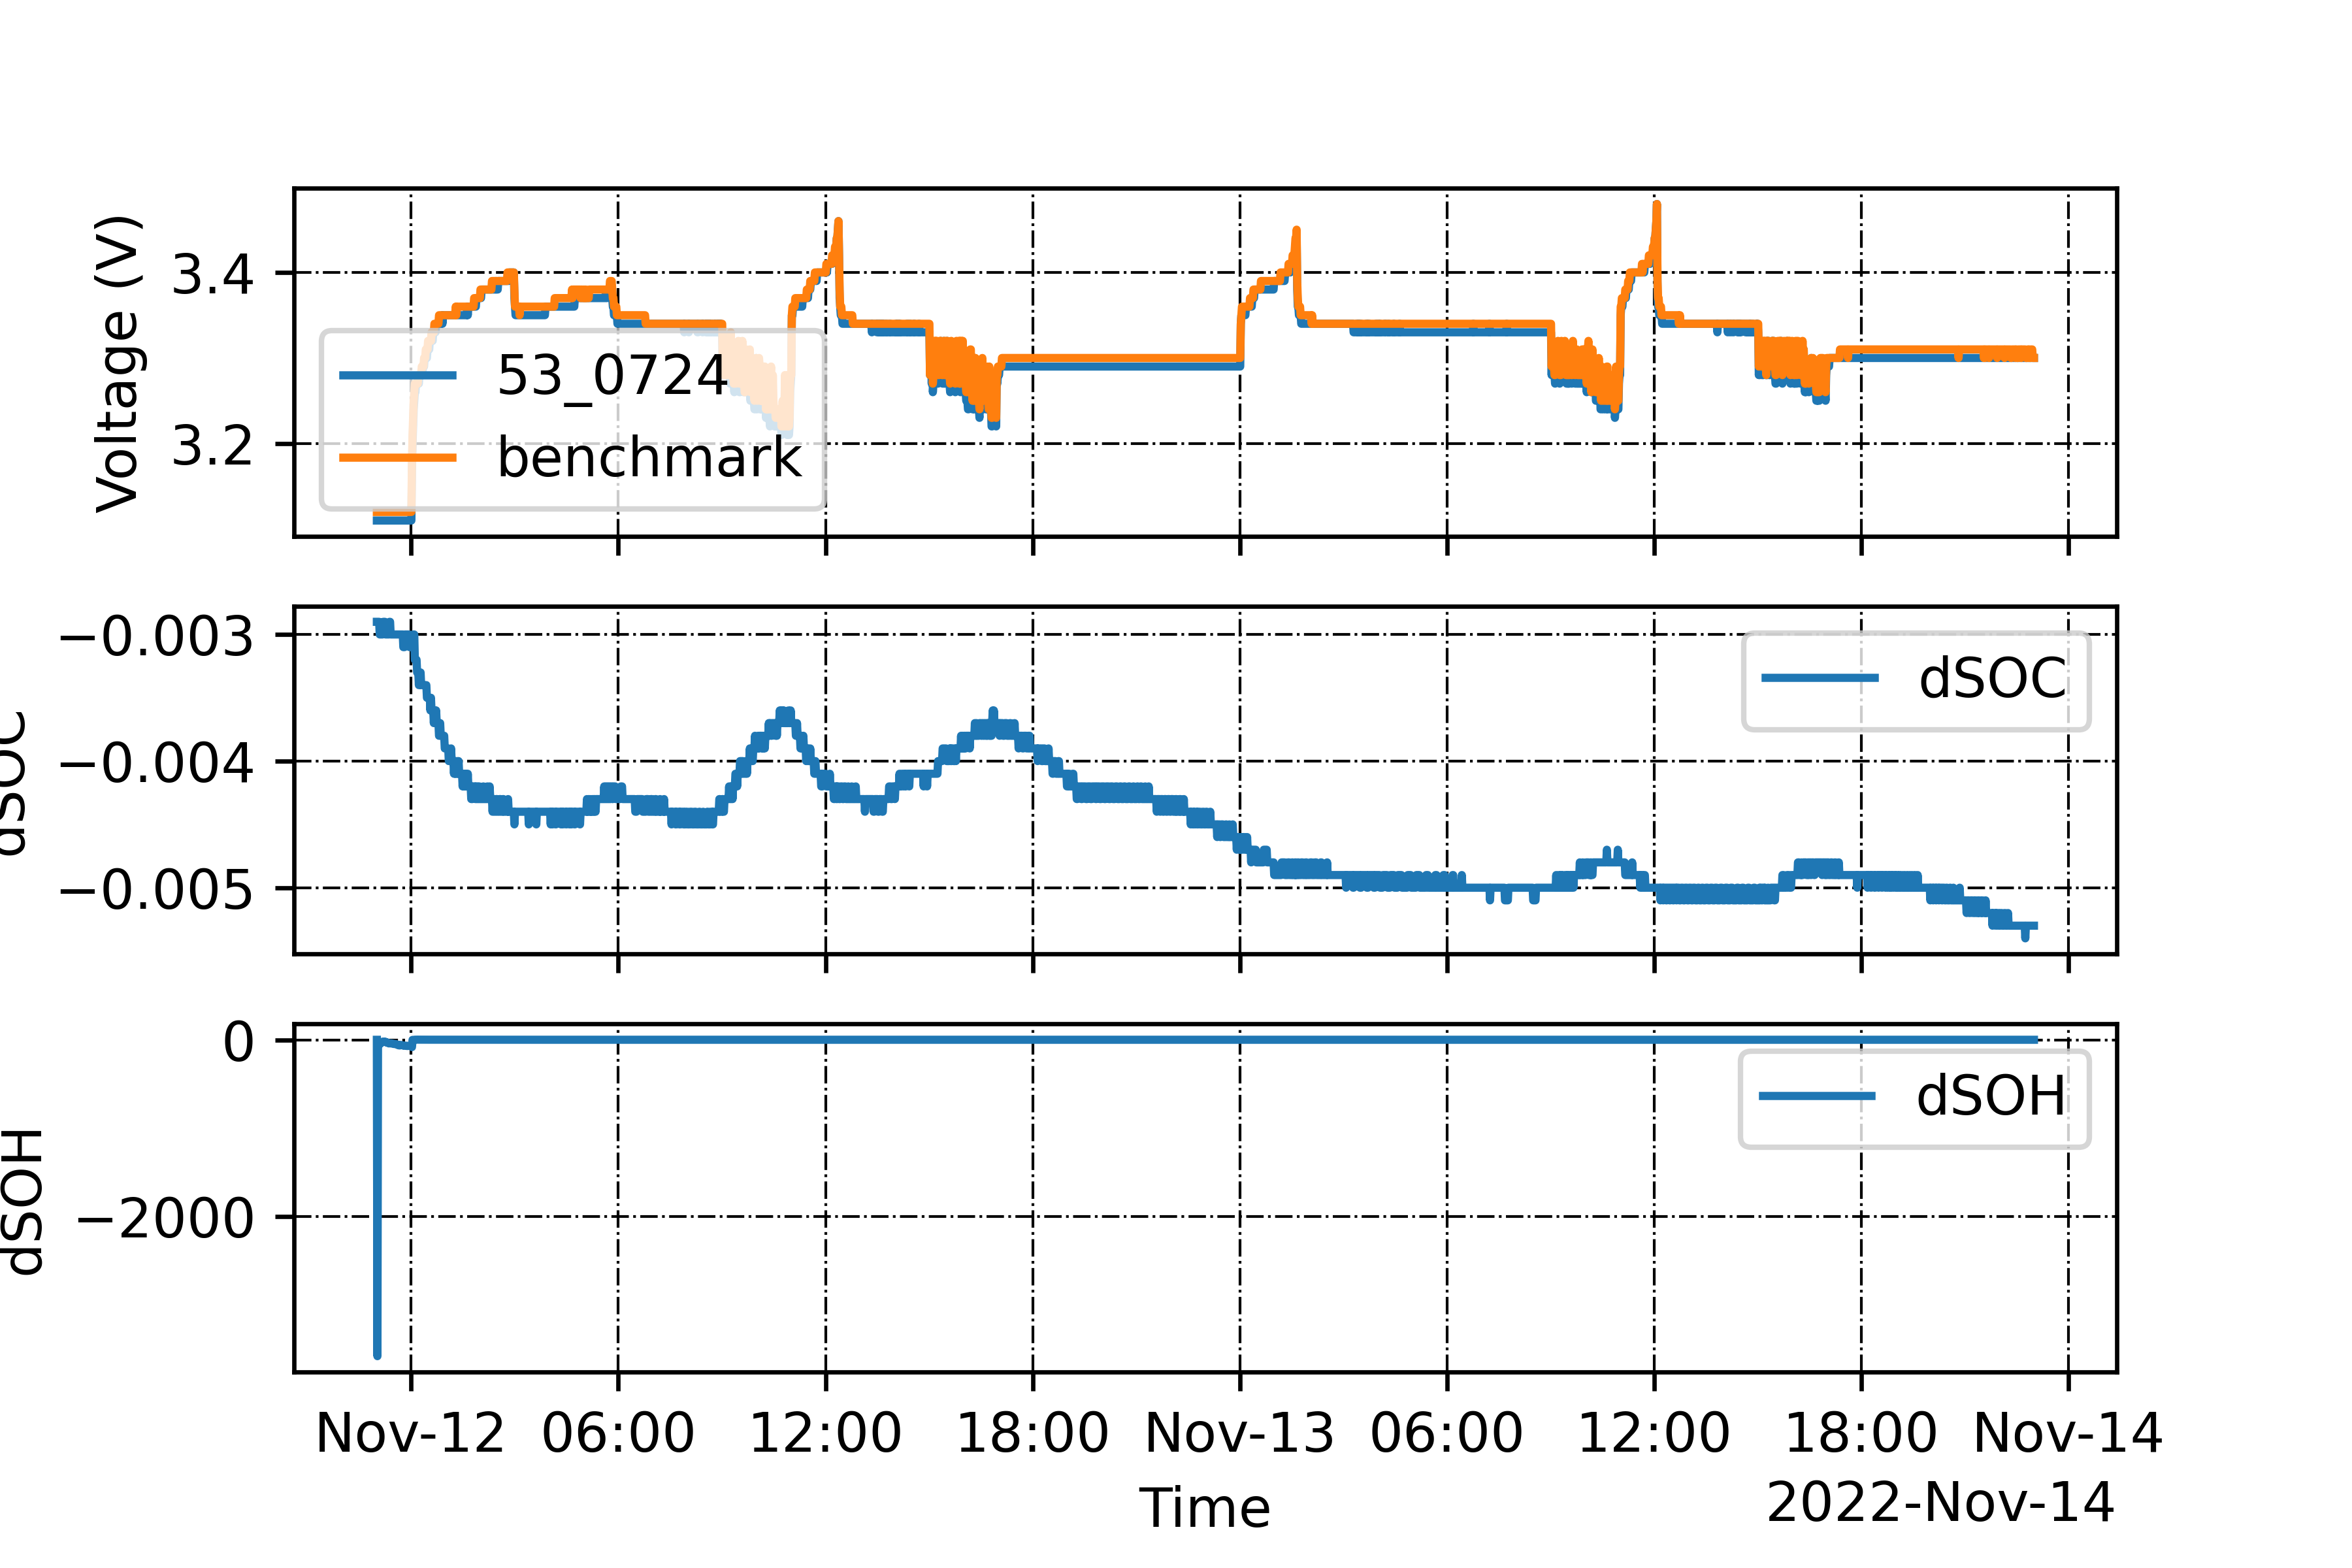 Voltage (V)
3.4
3.2
53_0724
benchmark
dSOC
−0.003
−0.004
−0.005
dSOC
dSOH
0
−2000
dSOH
Nov-12 06:00 12:00 18:00 Nov-13 06:00 12:00 18:00 Nov-14
Time
2022-Nov-14